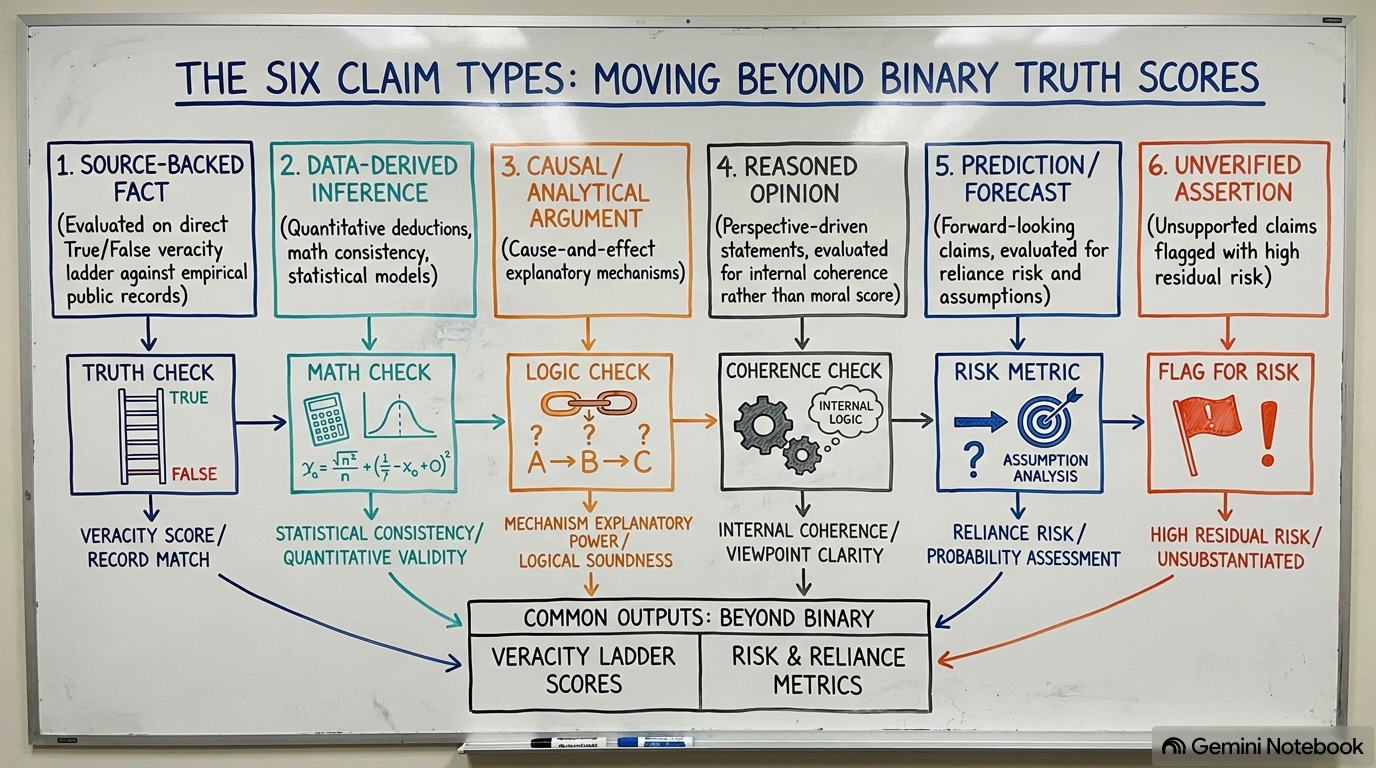 THE SIX CLAIM TYPES: MOVING BEYOND BINARY TRUTH SCORES
1. SOURCE-BACKED
FACT
(Evaluated on direct
True/False veracity
ladder against empirical
public records)
2. DATA-DERIVED
INFERENCE
(Quantitative deductions,
math consistency,
statistical models)
3. CAUSAL/
ANALYTICAL
ARGUMENT
(Cause-and-effect
explanatory mechanisms)
4. REASONED
OPINION
(Perspective-driven
statements, evaluated
for internal coherence
rather than moral score)
5. PREDICTION/
FORECAST
(Forward-looking
claims, evaluated for
reliance risk and
assumptions)
6. UNVERIFIED
ASSERTION
(Unsupported claims
flagged with high
residual risk)
TRUTH CHECK
TRUE
FALSE
MATH CHECK
LOGIC CHECK
? ? ?
A → B → C
COHERENCE CHECK
INTERNAL
LOGIC
RISK METRIC
?
ASSUMPTION
ANALYSIS
FLAG FOR RISK
!
!
VERACITY SCORE/
RECORD MATCH
STATISTICAL CONSISTENCY/
QUANTITATIVE VALIDITY
MECHANISM EXPLANATORY
POWER/
LOGICAL SOUNDNESS
INTERNAL COHERENCE/
VIEWPOINT CLARITY
RELIANCE RISK/
PROBABILITY ASSESSMENT
HIGH RESIDUAL RISK/
UNSUBSTANTIATED
COMMON OUTPUTS: BEYOND BINARY
VERACITY LADDER
SCORES
RISK & RELIANCE
METRICS
Gemini Notebook